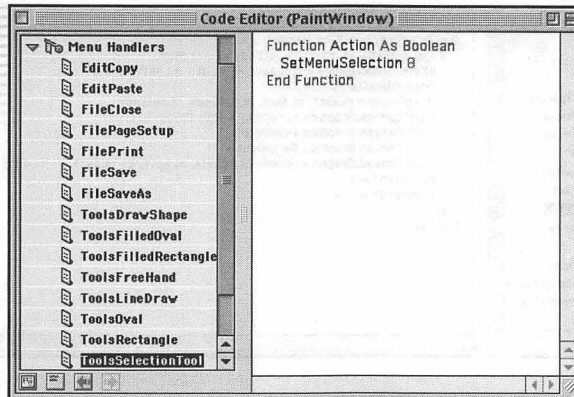 Code Editor (PaintWindow)
Menu Handlers
EditCopy
EditPaste
FileClose
FilePageSetup
FilePrint
FileSave
FileSaveAs
ToolsDrawShape
ToolsFilledOval
ToolsFilledRectangle
ToolsFreeHand
ToolsLineDraw
ToolsOval
ToolsRectangle
ToolsSelectionTool
Function Action As Boolean
SetMenuSelection 8
End Function